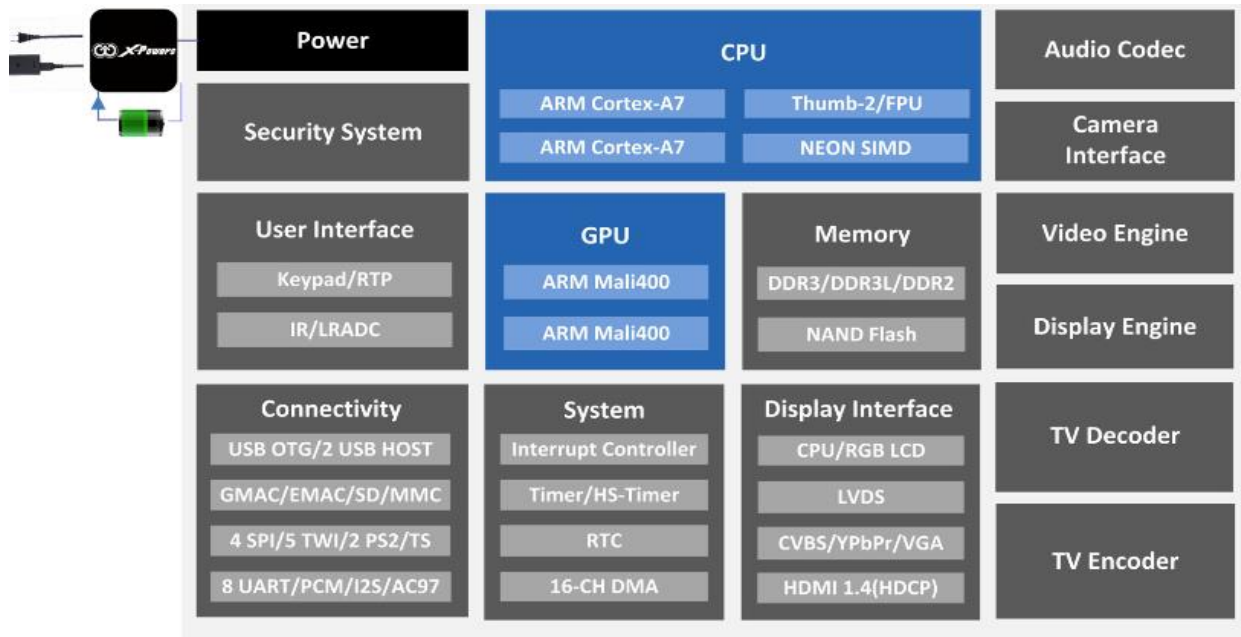 X-Powers
Power
Security System
CPU
ARM Cortex-A7
Thumb-2/FPU
ARM Cortex-A7
NEON SIMD
Audio Codec
Camera
Interface
User Interface
Keypad/RTP
IR/LRADC
GPU
ARM Mali400
ARM Mali400
Memory
DDR3/DDR3L/DDR2
NAND Flash
Video Engine
Display Engine
Connectivity
USB OTG/2 USB HOST
GMAC/EMAC/SD/MMC
4 SPI/5 TWI/2 PS2/TS
8 UART/PCM/I2S/AC97
System
Interrupt Controller
Timer/HS-Timer
RTC
16-CH DMA
Display Interface
CPU/RGB LCD
LVDS
CVBS/YPbPr/VGA
HDMI 1.4(HDCP)
TV Decoder
TV Encoder